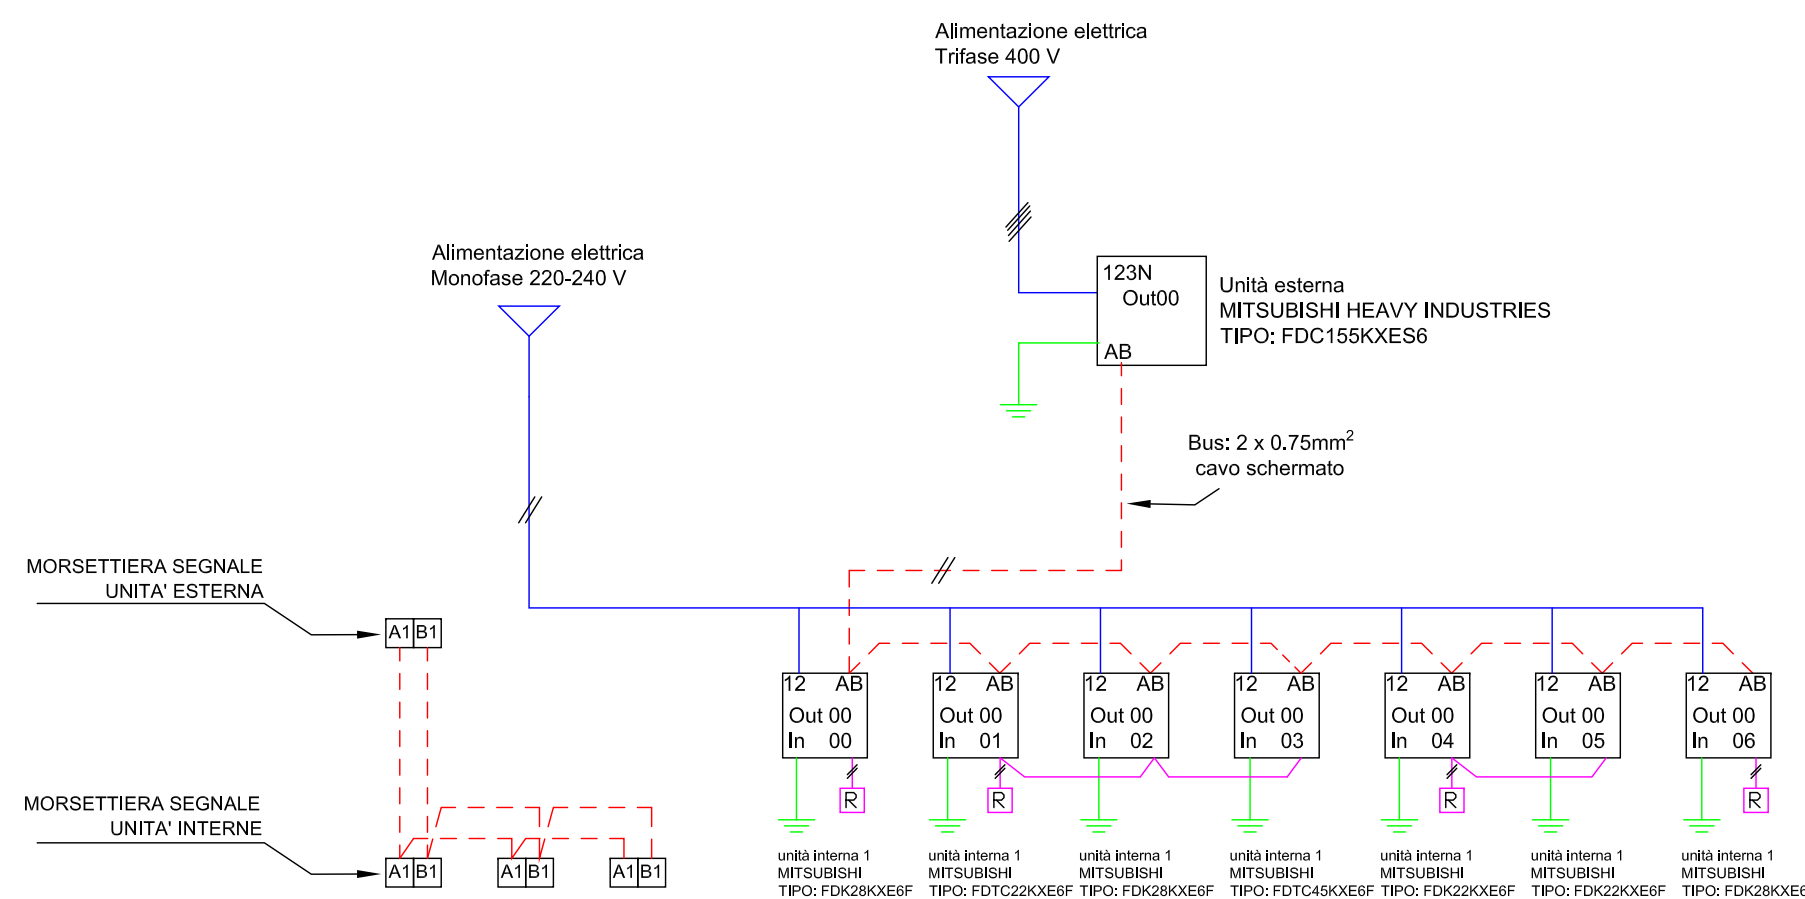 Alimentazione elettrica
Trifase 400 V
Alimentazione elettrica
Monofase 220-240 V
123N
Out00
AB
Unità esterna
MITSUBISHI HEAVY INDUSTRIES
TIPO: FDC155KXES6
Bus: 2 x 0.75mm²
cavo schermato
MORSETTIERA SEGNALE
UNITA' ESTERNA
A1 B1
MORSETTIERA SEGNALE
UNITA' INTERNE
A1 B1
A1 B1
A1 B1
12 AB
Out 00
In 00
R
unità interna 1
MITSUBISHI
TIPO: FDK28KXE6F
12 AB
Out 00
In 01
R
unità interna 1
MITSUBISHI
TIPO: FDTC22KXE6F
12 AB
Out 00
In 02
unità interna 1
MITSUBISHI
TIPO: FDK28KXE6F
12 AB
Out 00
In 03
unità interna 1
MITSUBISHI
TIPO: FDTC45KXE6F
12 AB
Out 00
In 04
R
unità interna 1
MITSUBISHI
TIPO: FDK22KXE6F
12 AB
Out 00
In 05
unità interna 1
MITSUBISHI
TIPO: FDK22KXE6F
12 AB
Out 00
In 06
R
unità interna 1
MITSUBISHI
TIPO: FDK28KXE6